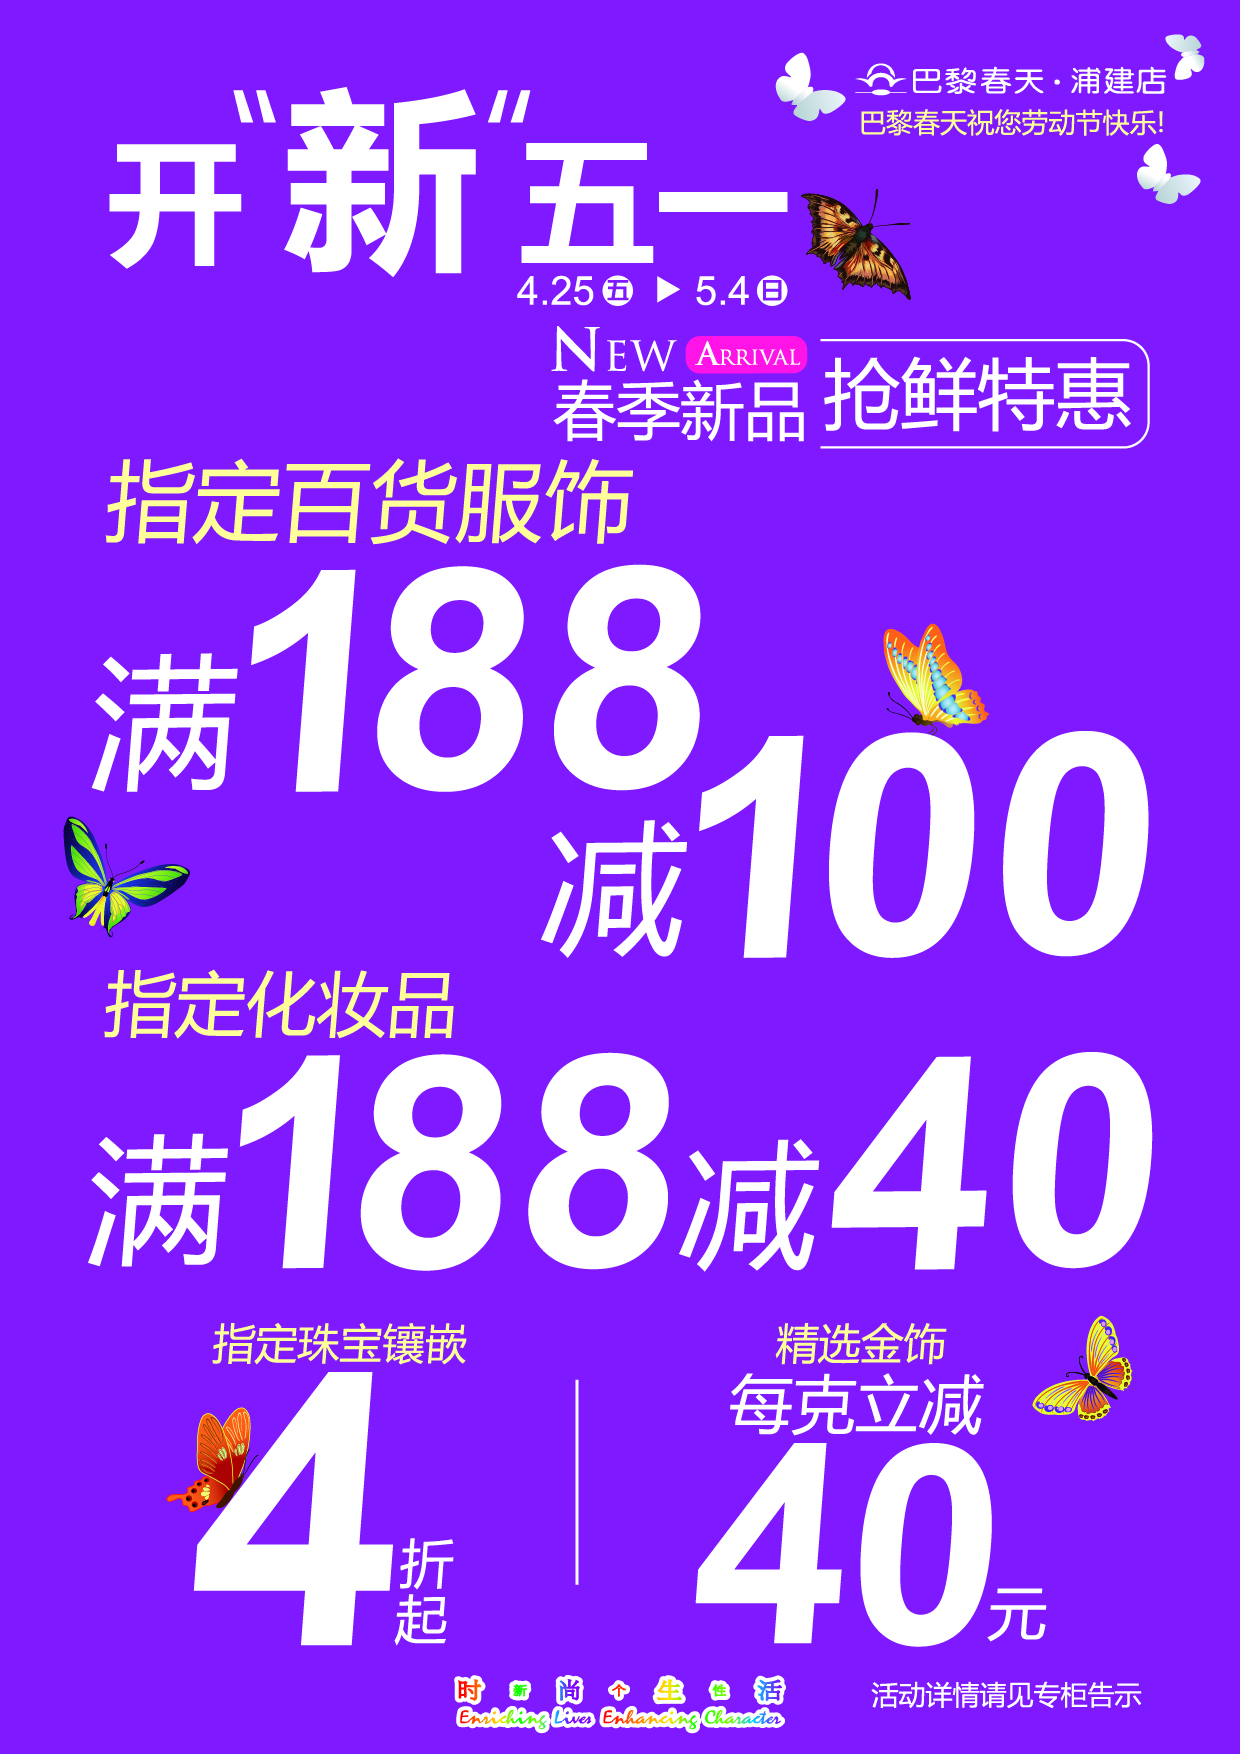 巴黎春天·浦建店
巴黎春天祝您劳动节快乐!
开“新“五一
4.25五 ▶ 5.4日
NEW ARRIVAL
春季新品 抢鲜特惠
指定百货服饰
满188
减100
指定化妆品
满188减40
指定珠宝镶嵌
4折起
精选金饰
每克立减
40元
时新尚个生性活
Enriching Lives Enhancing Character
活动详情请见专柜告示